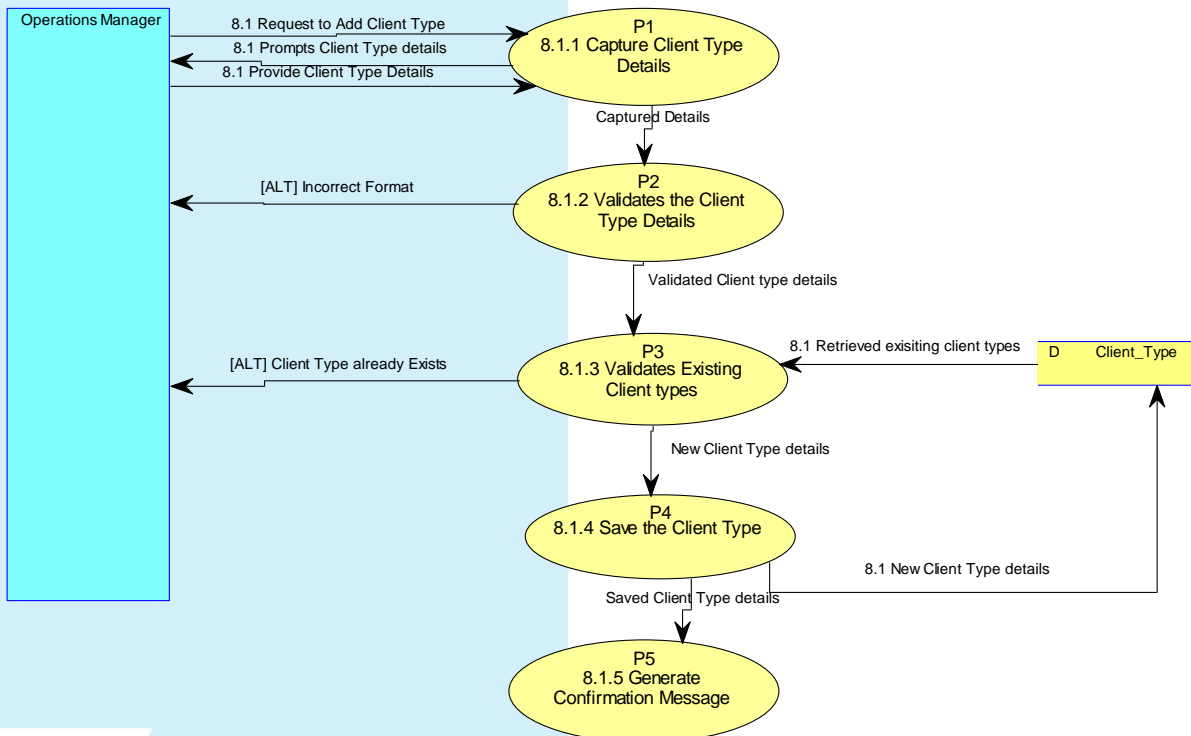 Operations Manager
8.1 Request to Add Client Type
8.1 Prompts Client Type details
8.1 Provide Client Type Details
P1
8.1.1 Capture Client Type
Details
Captured Details
P2
8.1.2 Validates the Client
Type Details
[ALT] Incorrect Format
Validated Client type details
P3
8.1.3 Validates Existing
Client types
[ALT] Client Type already Exists
8.1 Retrieved exisiting client types
D Client_Type
New Client Type details
P4
8.1.4 Save the Client Type
8.1 New Client Type details
Saved Client Type details
P5
8.1.5 Generate
Confirmation Message